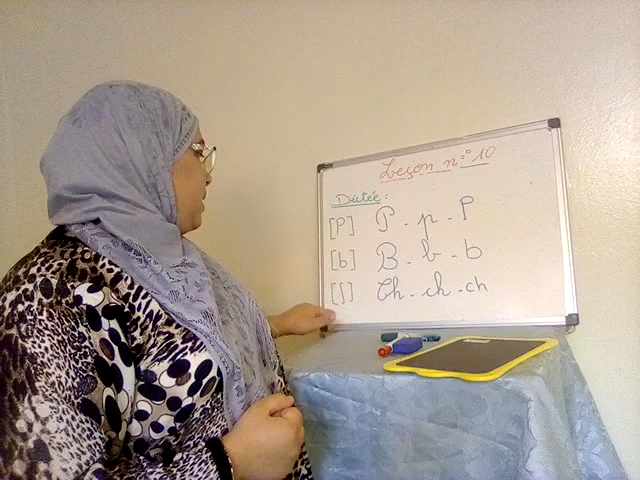 Leçon n=° 10
Dictée :
[P] P - p - P
[b] B - b - b
[ʃ] Ch - ch - ch